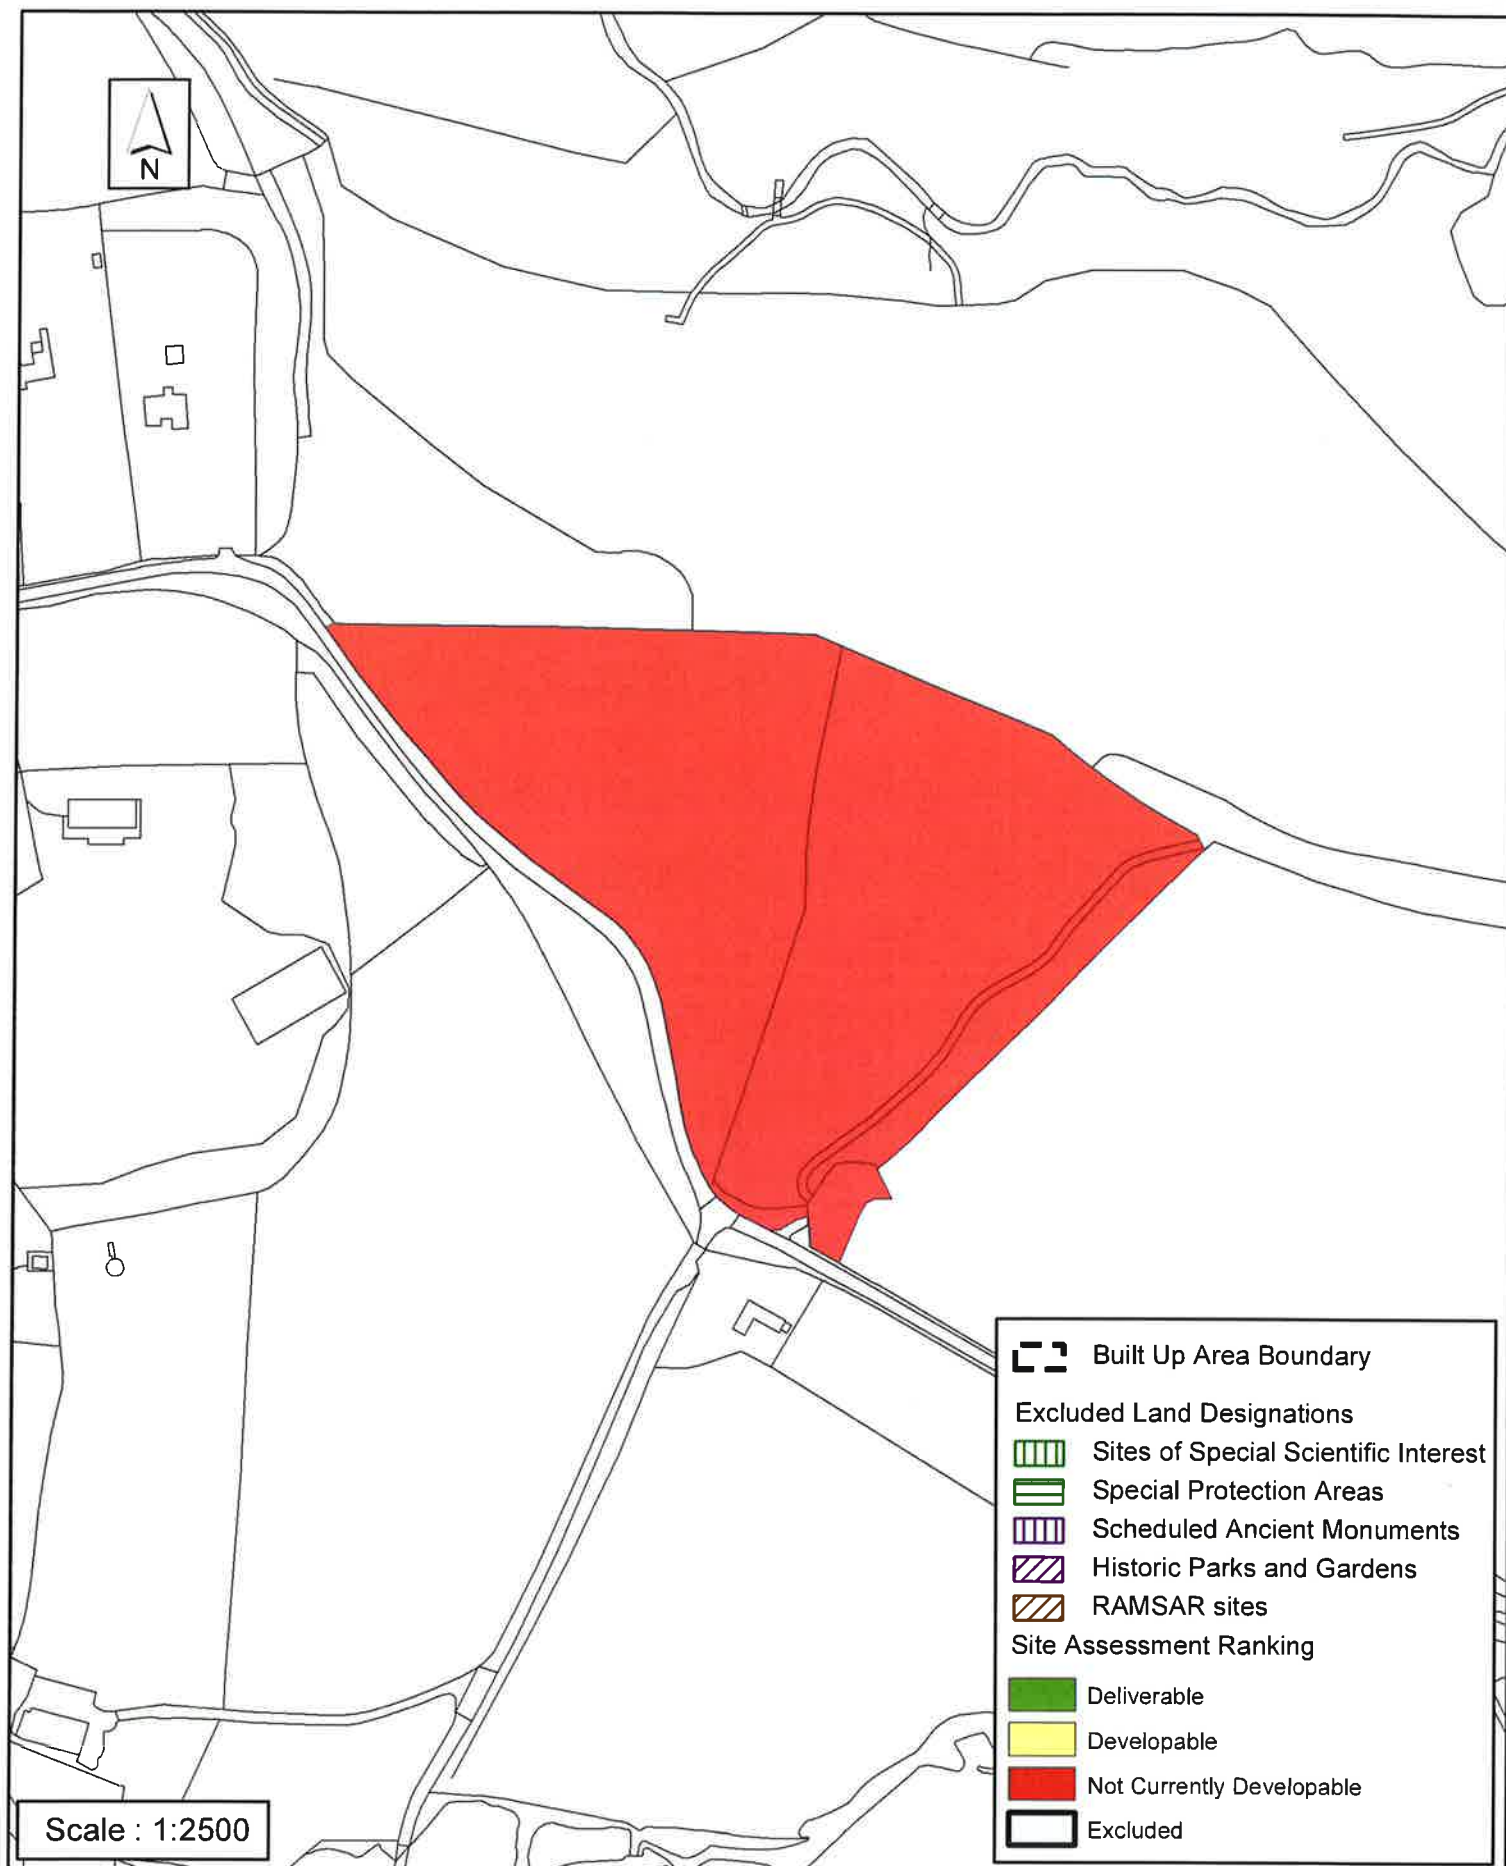 N
Built Up Area Boundary
Excluded Land Designations
Sites of Special Scientific Interest
Special Protection Areas
Scheduled Ancient Monuments
Historic Parks and Gardens
RAMSAR sites
Site Assessment Ranking
Deliverable
Developable
Not Currently Developable
Excluded
Scale : 1:2500